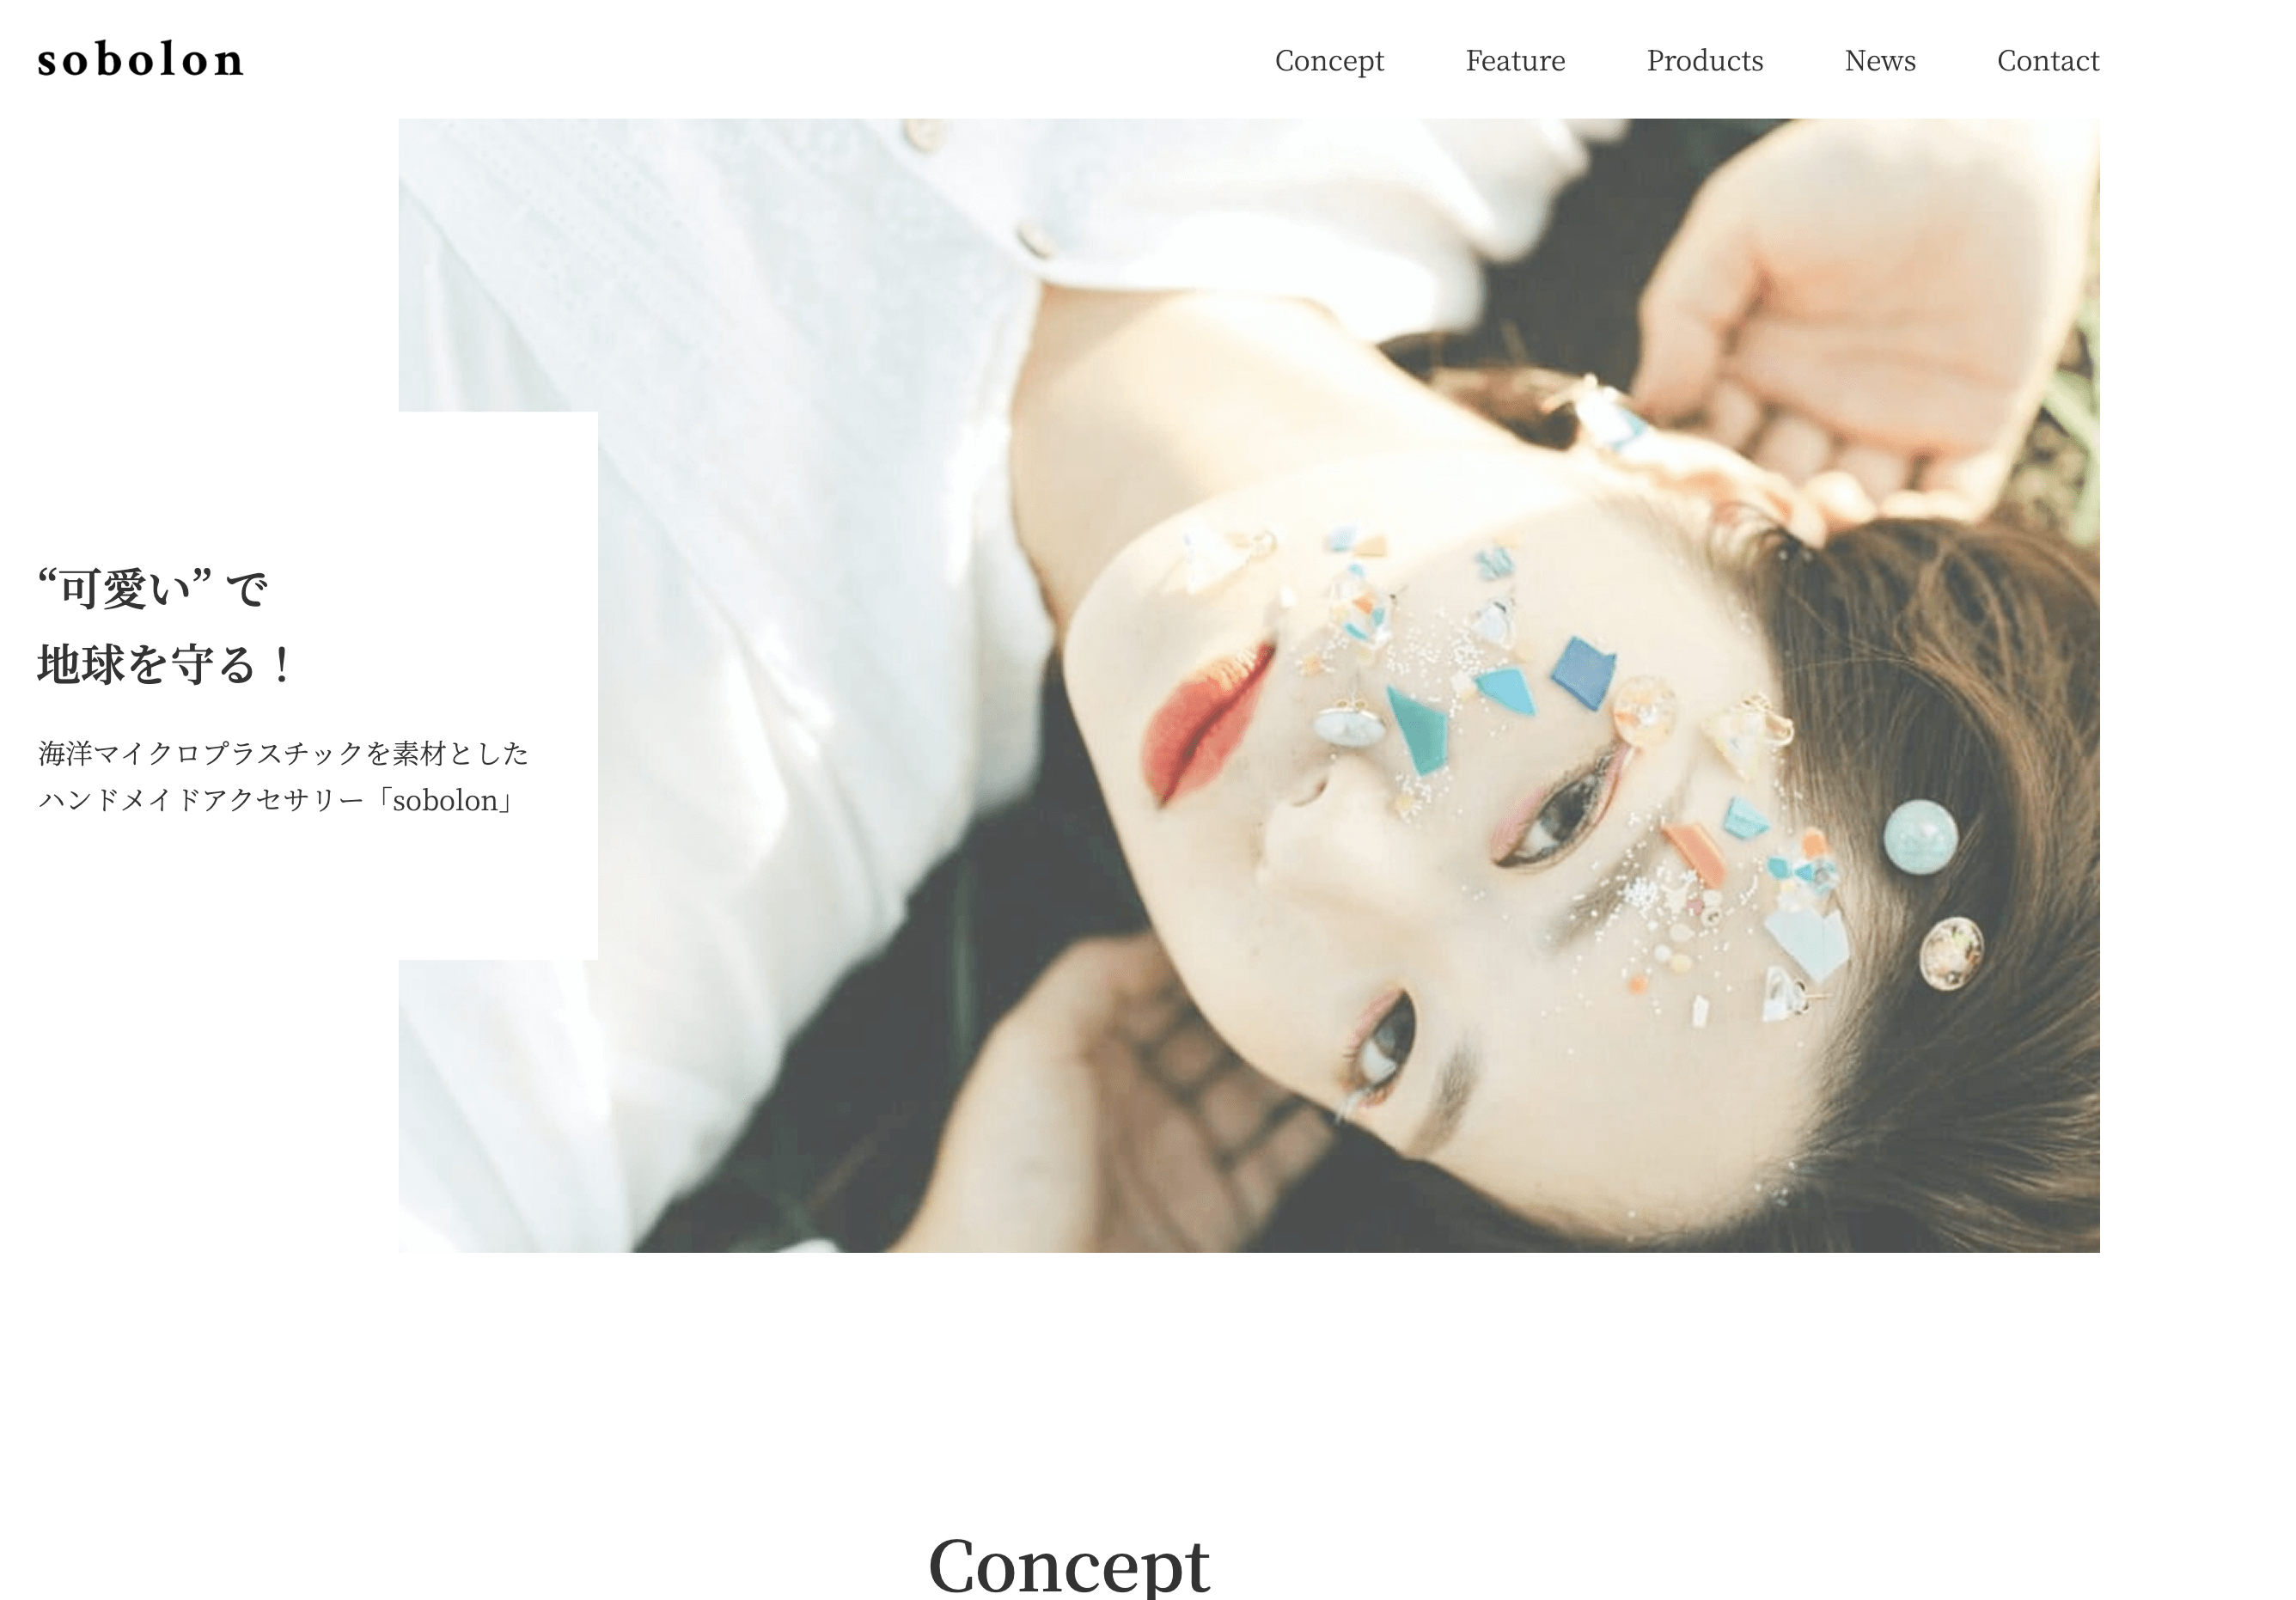 sobolon
Concept Feature Products News Contact
“可愛い” で
地球を守る！
海洋マイクロプラスチックを素材とした
ハンドメイドアクセサリー「sobolon」
Concept